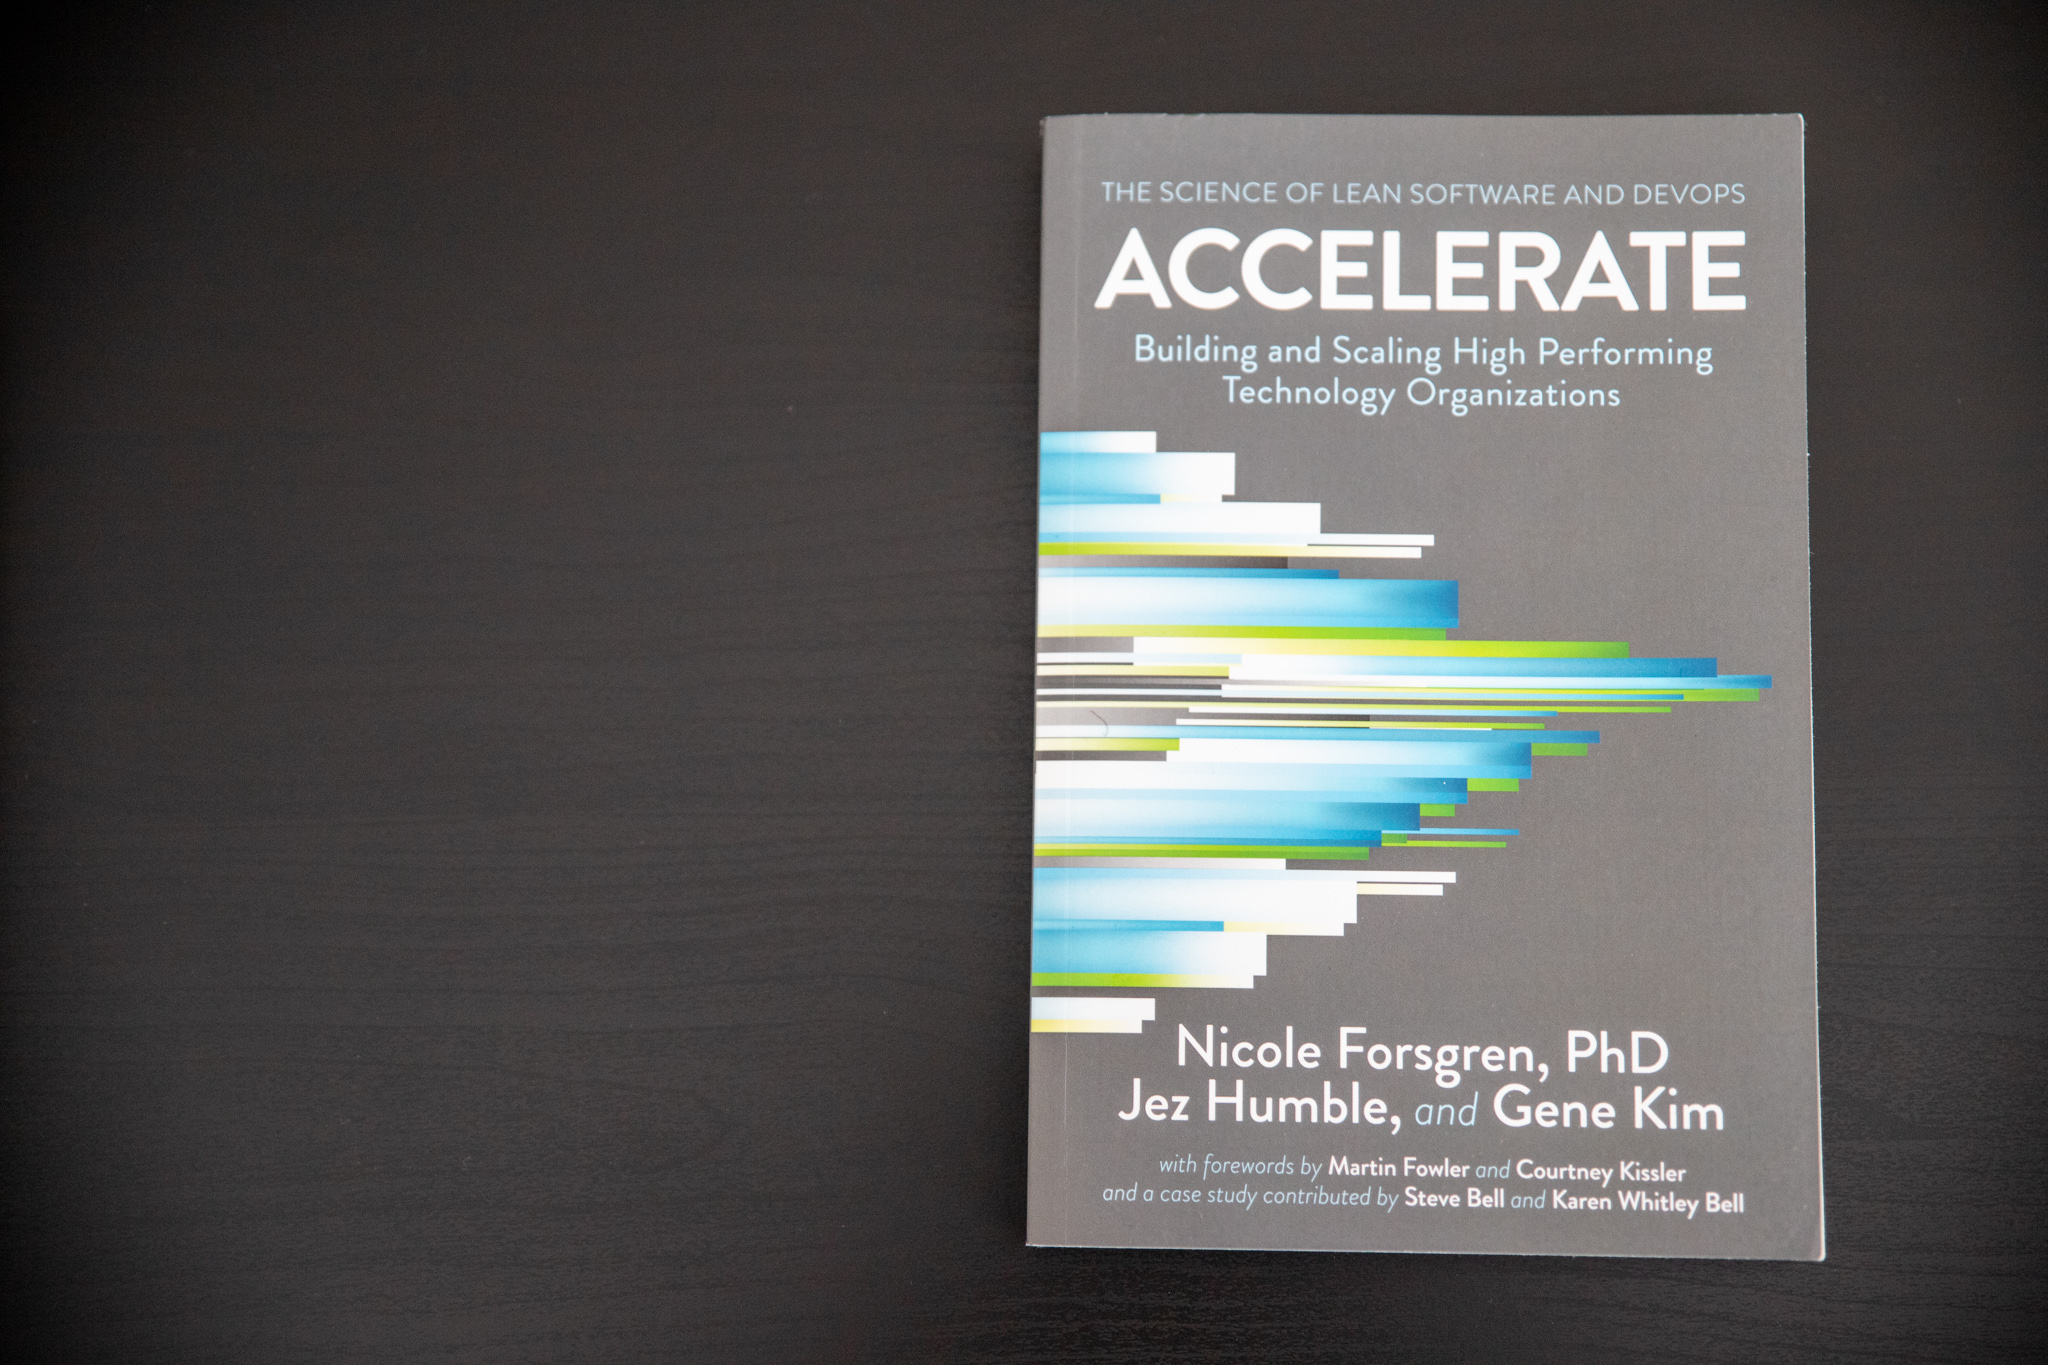 THE SCIENCE OF LEAN SOFTWARE AND DEVOPS
ACCELERATE
Building and Scaling High Performing
Technology Organizations
Nicole Forsgren, PhD
Jez Humble, and Gene Kim
with forewords by Martin Fowler and Courtney Kissler
and a case study contributed by Steve Bell and Karen Whitley Bell